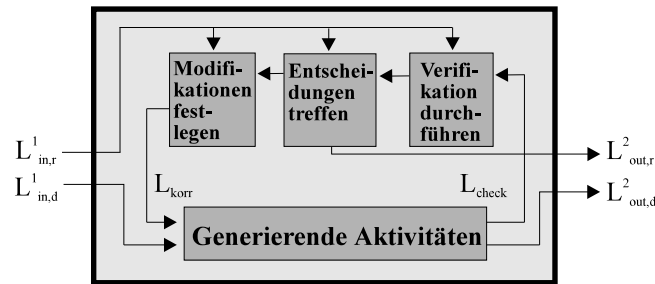 Modifi-
kationen
fest-
legen
Entschei-
dungen
treffen
Verifi-
kation
durch-
führen
L¹in,r
L¹in,d
L²out,r
L²out,d
Lkorr
Lcheck
Generierende Aktivitäten